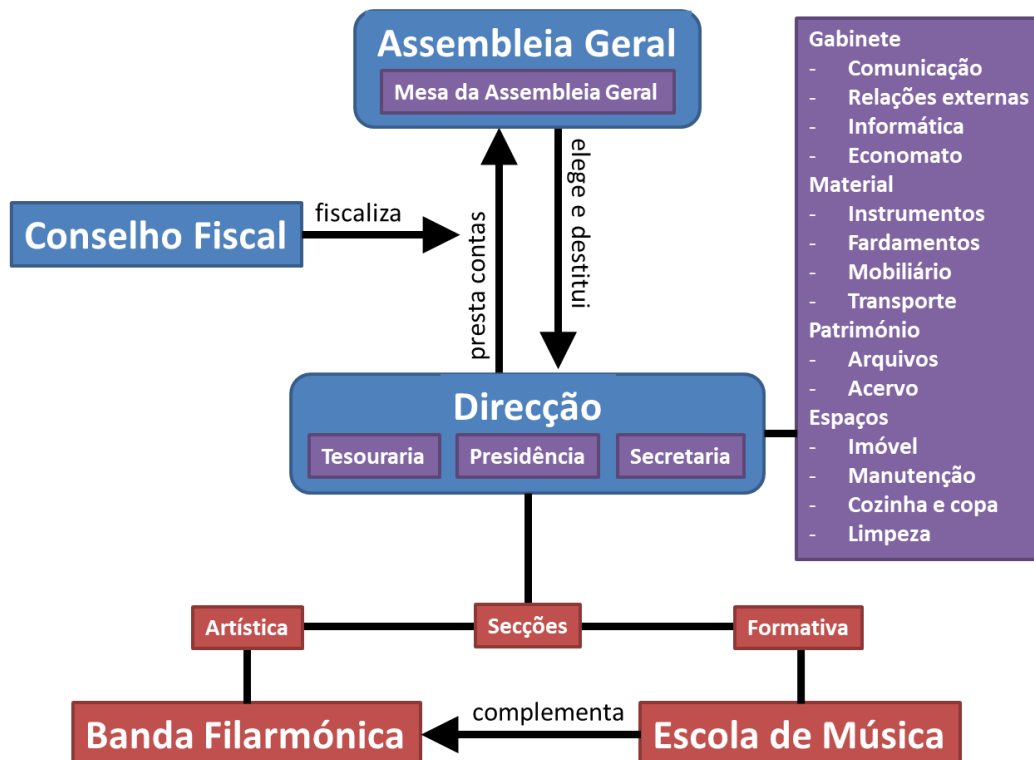 Assembleia Geral
Mesa da Assembleia Geral
elege e destitui
presta contas
fiscaliza
Conselho Fiscal
Direcção
Tesouraria
Presidência
Secretaria
Gabinete
- Comunicação
- Relações externas
- Informática
- Economato
Material
- Instrumentos
- Fardamentos
- Mobiliário
- Transporte
Património
- Arquivos
- Acervo
Espaços
- Imóvel
- Manutenção
- Cozinha e copa
- Limpeza
Artística
Secções
Formativa
Banda Filarmónica
complementa
Escola de Música